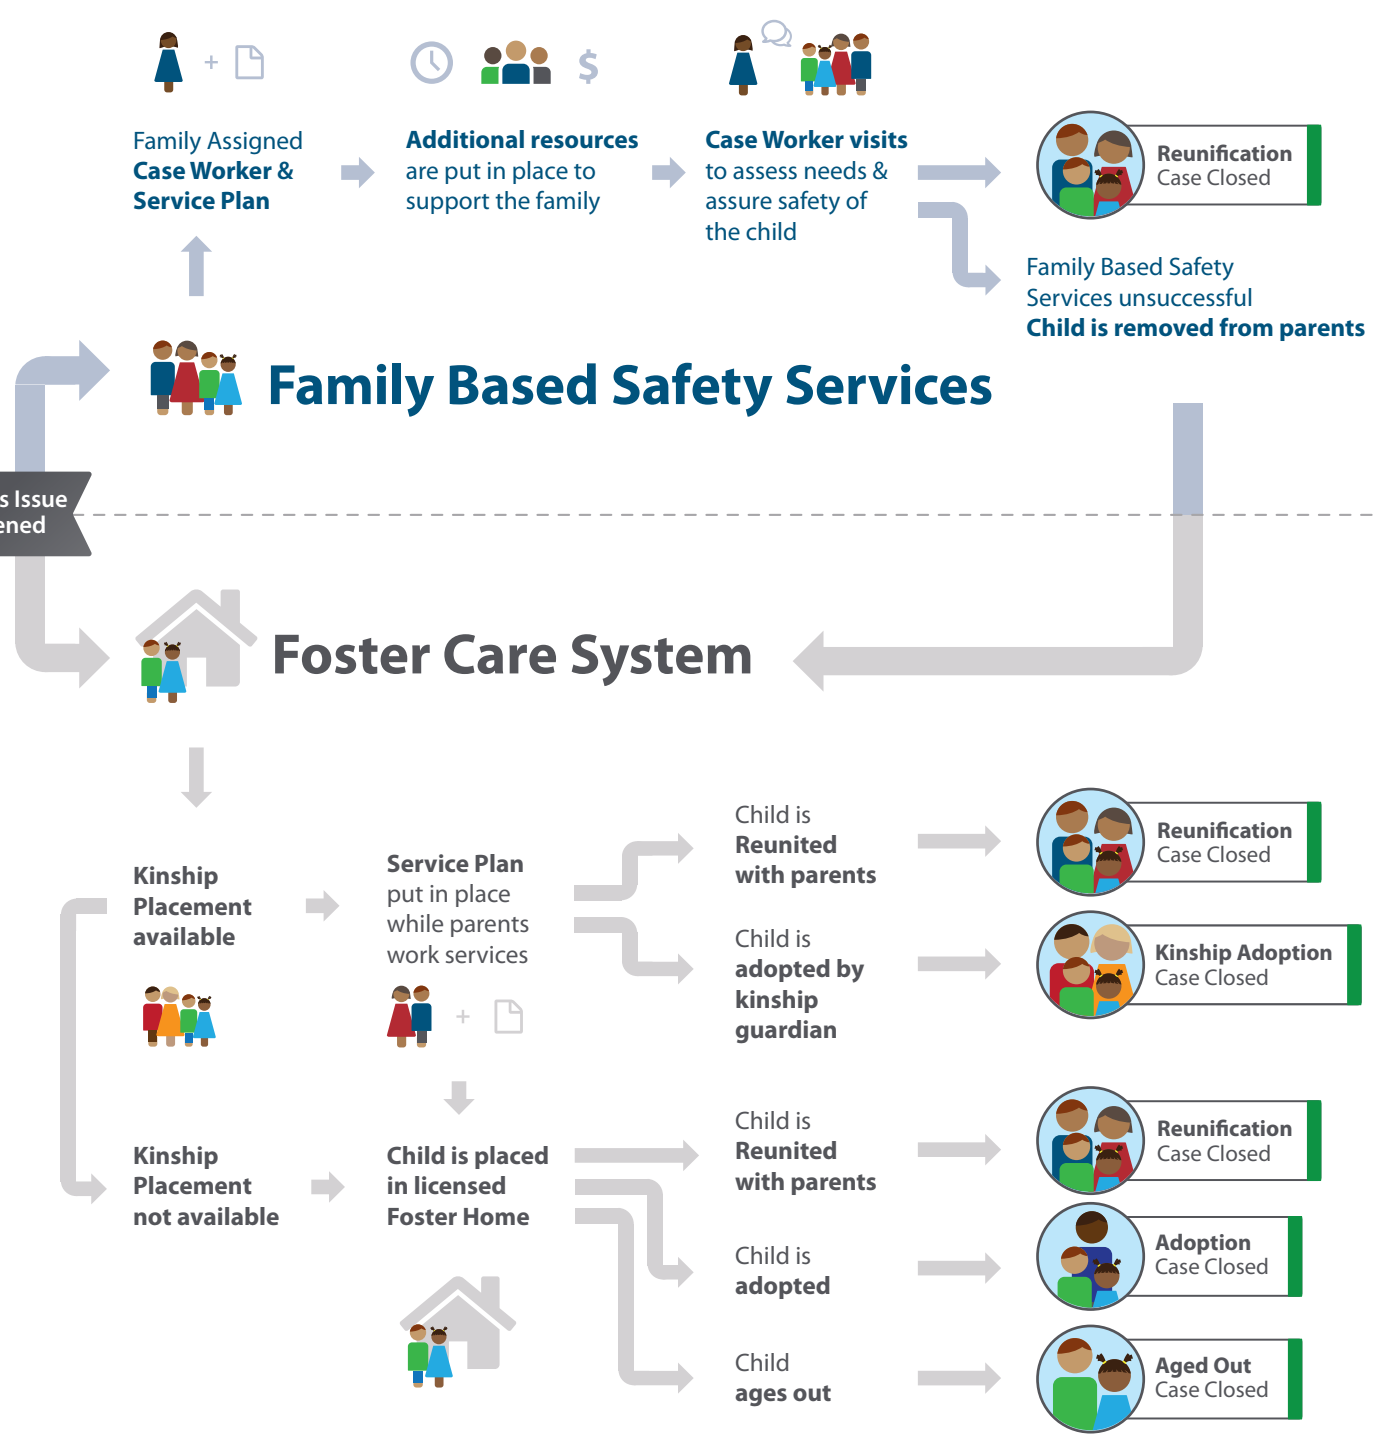 Family Assigned
Case Worker &
Service Plan
Additional resources
are put in place to
support the family
$
Case Worker visits
to assess needs &
assure safety of
the child
Reunification
Case Closed
Family Based Safety
Services unsuccessful
Child is removed from parents
Family Based Safety Services
Issue
Foster Care System
Kinship
Placement
available
Service Plan
put in place
while parents
work services
Child is
Reunited
with parents
Reunification
Case Closed
Child is
adopted by
kinship
guardian
Kinship Adoption
Case Closed
Kinship
Placement
not available
Child is placed
in licensed
Foster Home
Child is
Reunited
with parents
Reunification
Case Closed
Child is
adopted
Adoption
Case Closed
Child
ages out
Aged Out
Case Closed